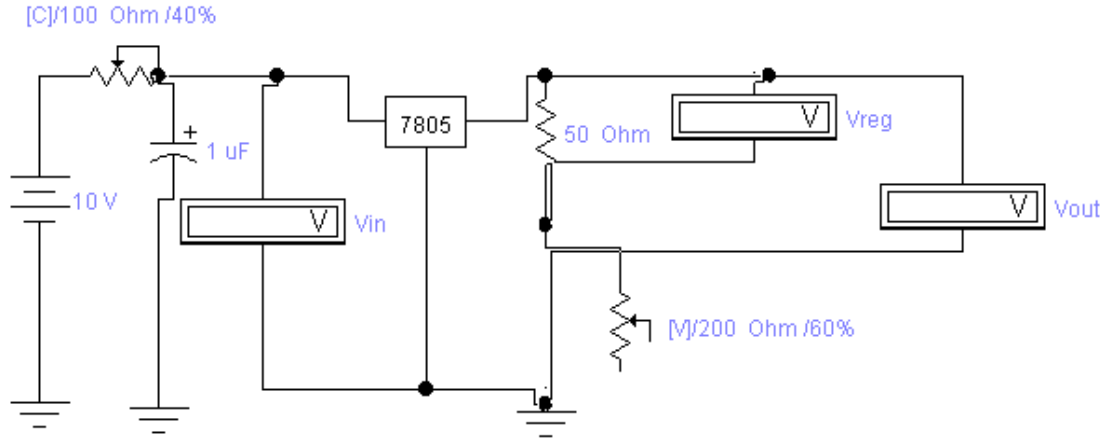 [C]/100 Ohm /40%
7805
V
Vreg
50 Ohm
+
1 uF
10 V
V
Vin
V
Vout
[V]/200 Ohm /60%